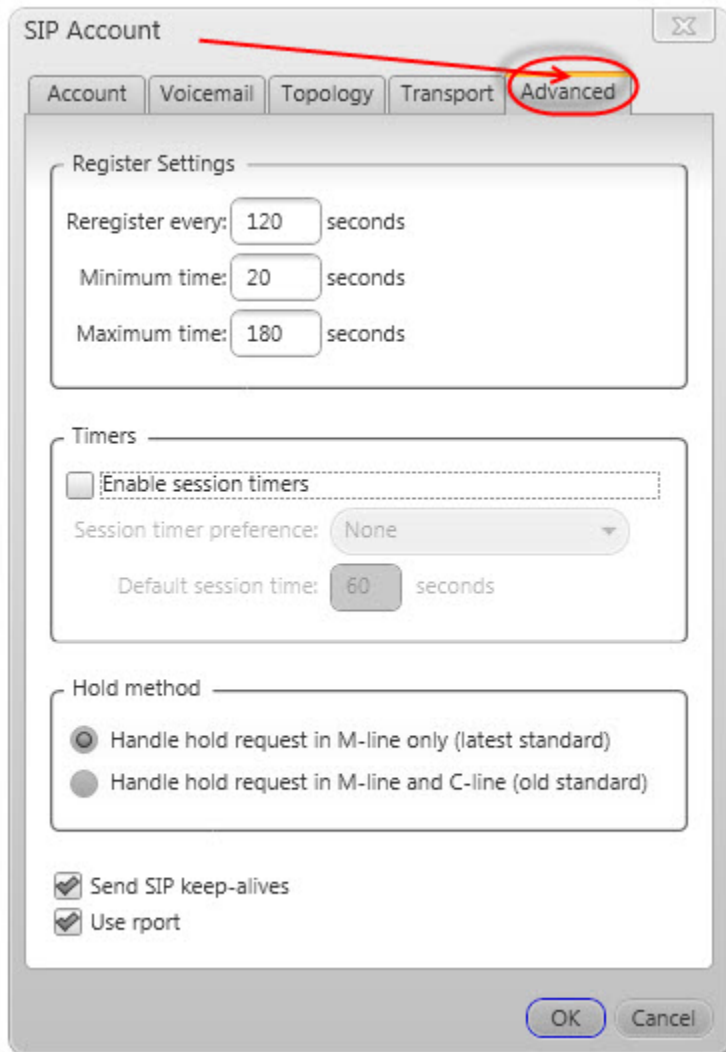 SIP Account
Account Voicemail Topology Transport Advanced
Register Settings
Reregister every: 120 seconds
Minimum time: 20 seconds
Maximum time: 180 seconds
Timers
Enable session timers
Session timer preference: None
Default session time: 60 seconds
Hold method
Handle hold request in M-line only (latest standard)
Handle hold request in M-line and C-line (old standard)
Send SIP keep-alives
Use rport
OK Cancel